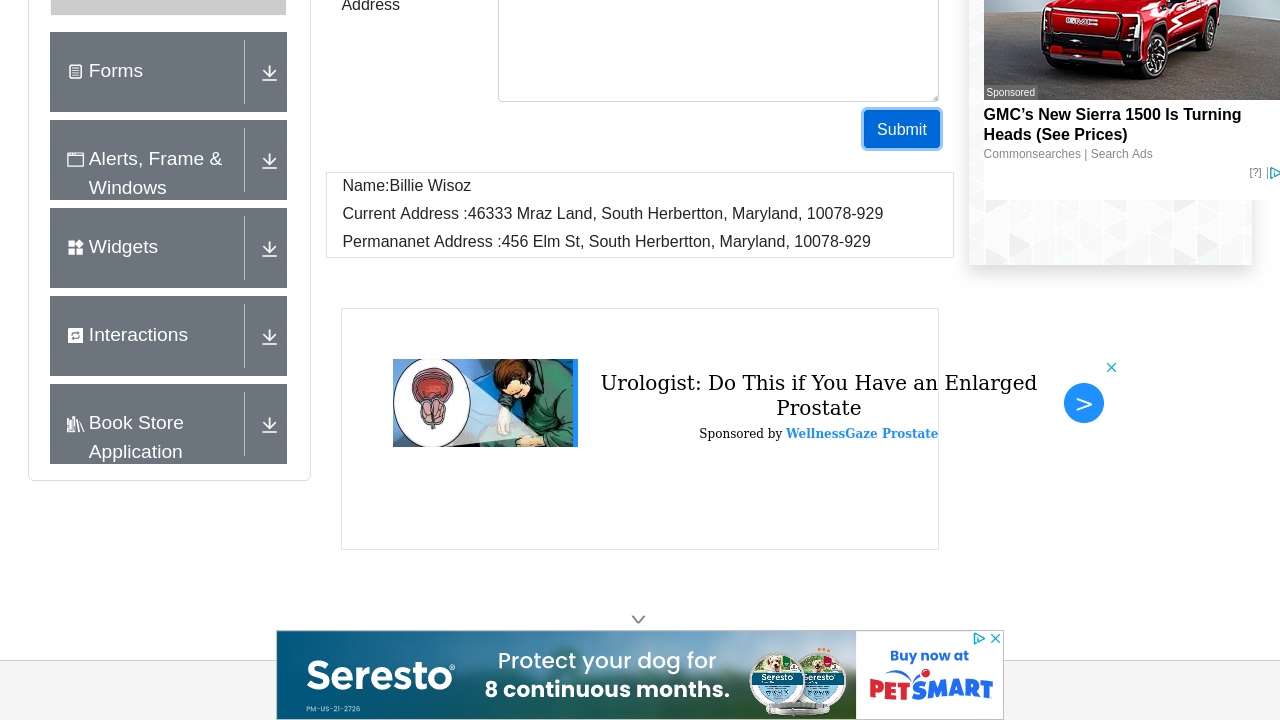 Address
Forms
Alerts, Frame &
Windows
Widgets
Interactions
Book Store
Application
Submit
Name:Billie Wisoz
Current Address :46333 Mraz Land, South Herbertton, Maryland, 10078-929
Permananet Address :456 Elm St, South Herbertton, Maryland, 10078-929
GMC
Sponsored
GMC’s New Sierra 1500 Is Turning
Heads (See Prices)
Commonsearches | Search Ads
[?]
Urologist: Do This if You Have an Enlarged
Prostate
Sponsored by WellnessGaze Prostate
>
Seresto®
PM-US-21-2726
Protect your dog for
8 continuous months.
Seresto
Seresto
Buy now at
PETSMART